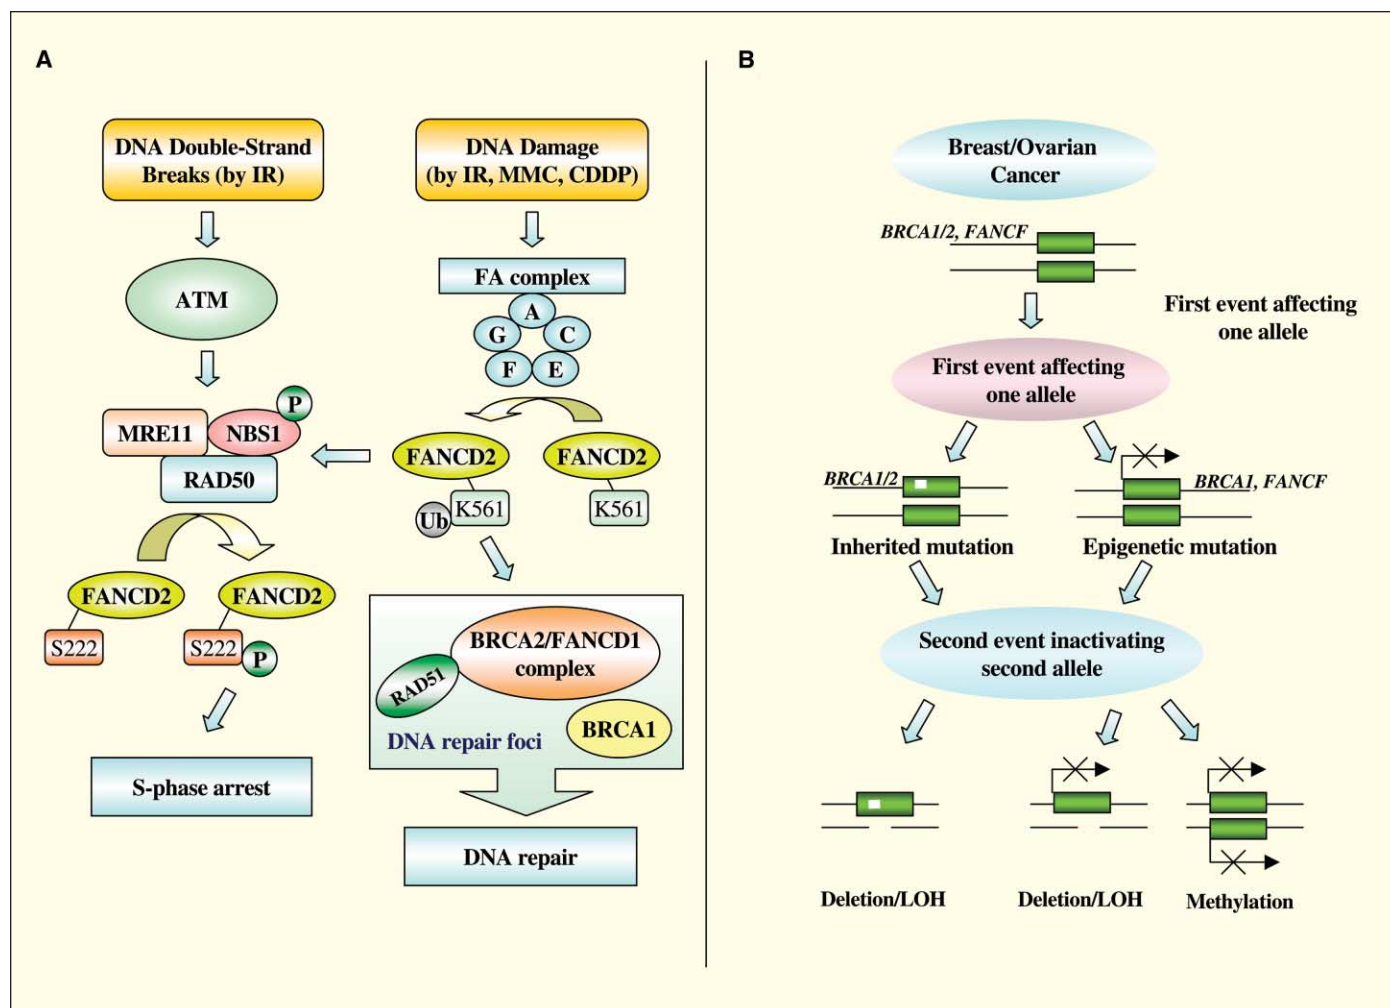 A
DNA Double-Strand
Breaks (by IR)
ATM
MRE11
NBS1
P
RAD50
FANCD2
FANCD2
S222
S222
P
S-phase arrest
DNA Damage
(by IR, MMC, CDDP)
FA complex
A
G
C
F
E
FANCD2
FANCD2
K561
K561
Ub
BRCA2/FANCD1
complex
RAD51
BRCA1
DNA repair foci
DNA repair
B
Breast/Ovarian
Cancer
BRCA1/2, FANCF
First event affecting
one allele
First event affecting
one allele
BRCA1/2
BRCA1, FANCF
Inherited mutation
Epigenetic mutation
Second event inactivating
second allele
Deletion/LOH
Deletion/LOH
Methylation